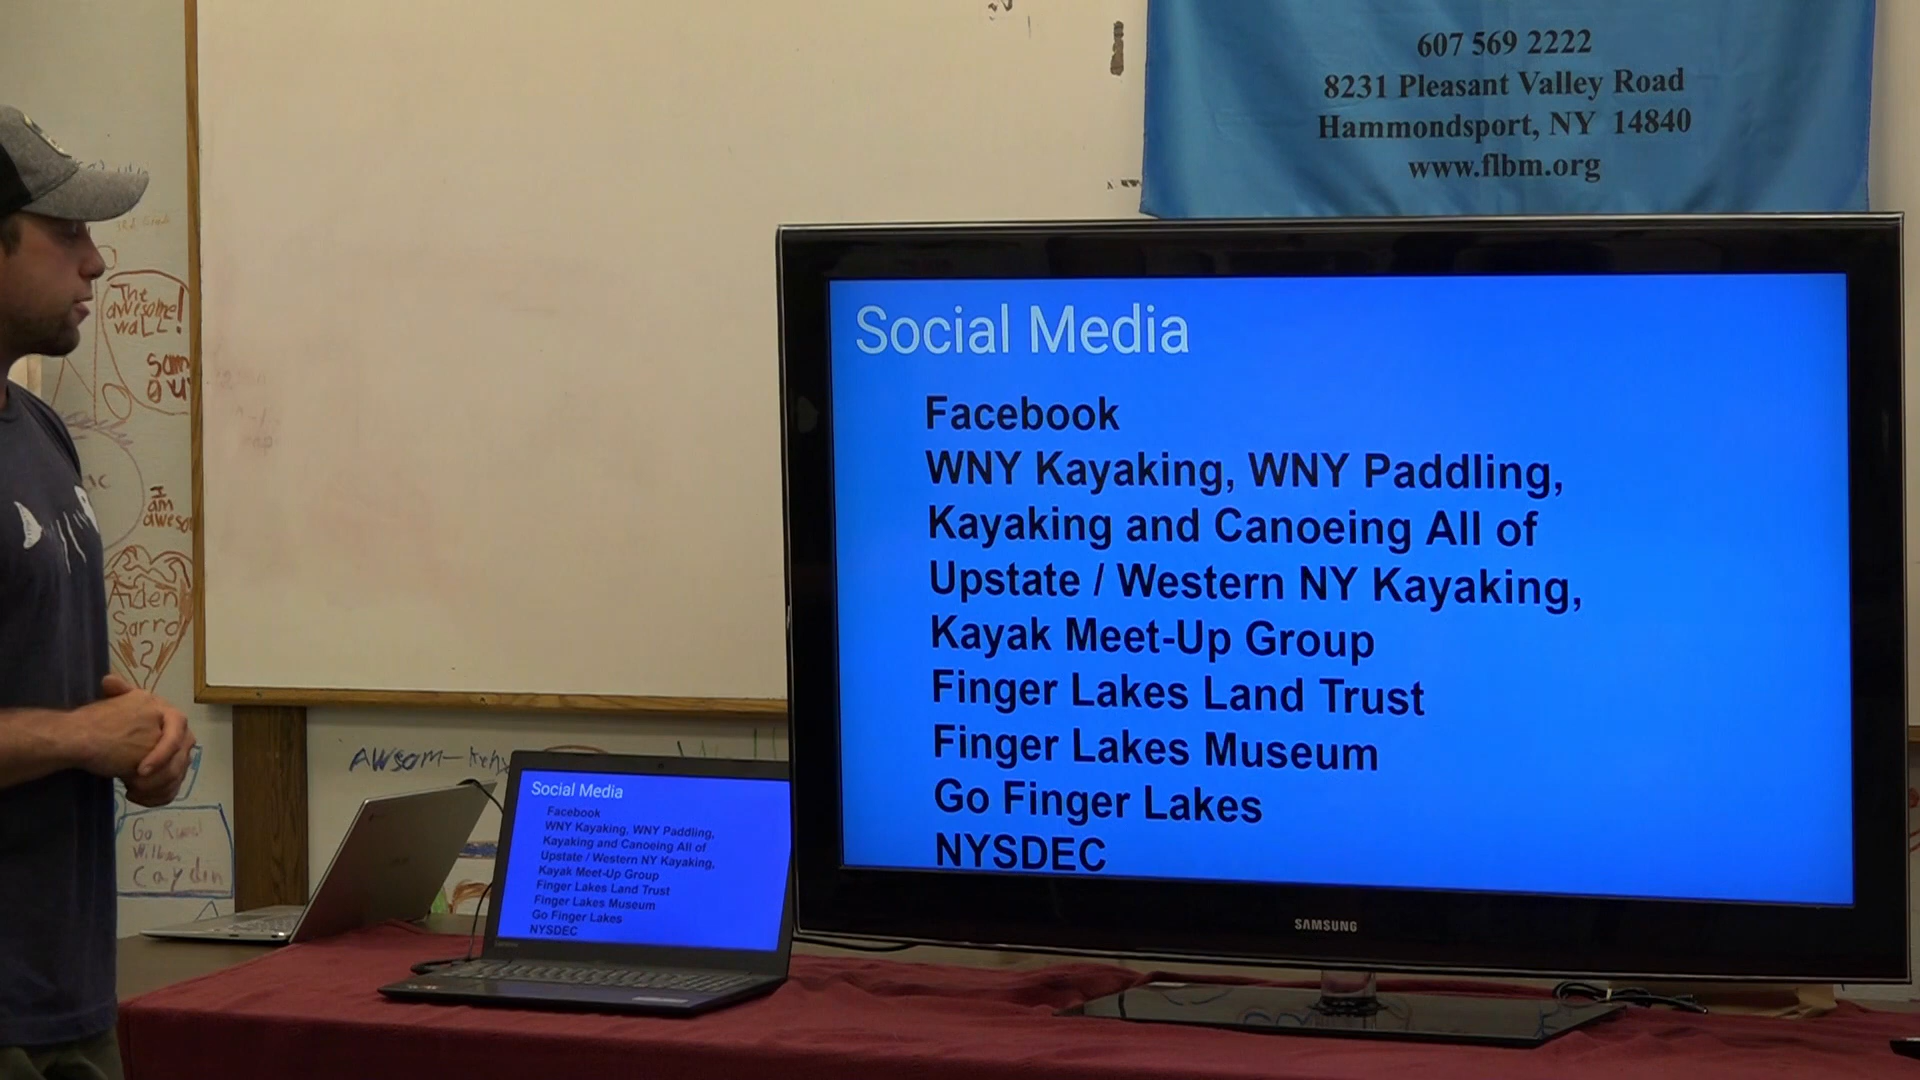 607 569 2222
8231 Pleasant Valley Road
Hammondsport, NY 14840
www.flbm.org
Social Media
Facebook
WNY Kayaking, WNY Paddling,
Kayaking and Canoeing All of
Upstate / Western NY Kayaking,
Kayak Meet-Up Group
Finger Lakes Land Trust
Finger Lakes Museum
Go Finger Lakes
NYSDEC
SAMSUNG
Social Media
Facebook
WNY Kayaking, WNY Paddling,
Kayaking and Canoeing All of
Upstate / Western NY Kayaking,
Kayak Meet-Up Group
Finger Lakes Land Trust
Finger Lakes Museum
Go Finger Lakes
NYSDEC
The
awesome!
wall
I
am
Aiden
Sarro
AWsom
Go
Caydin